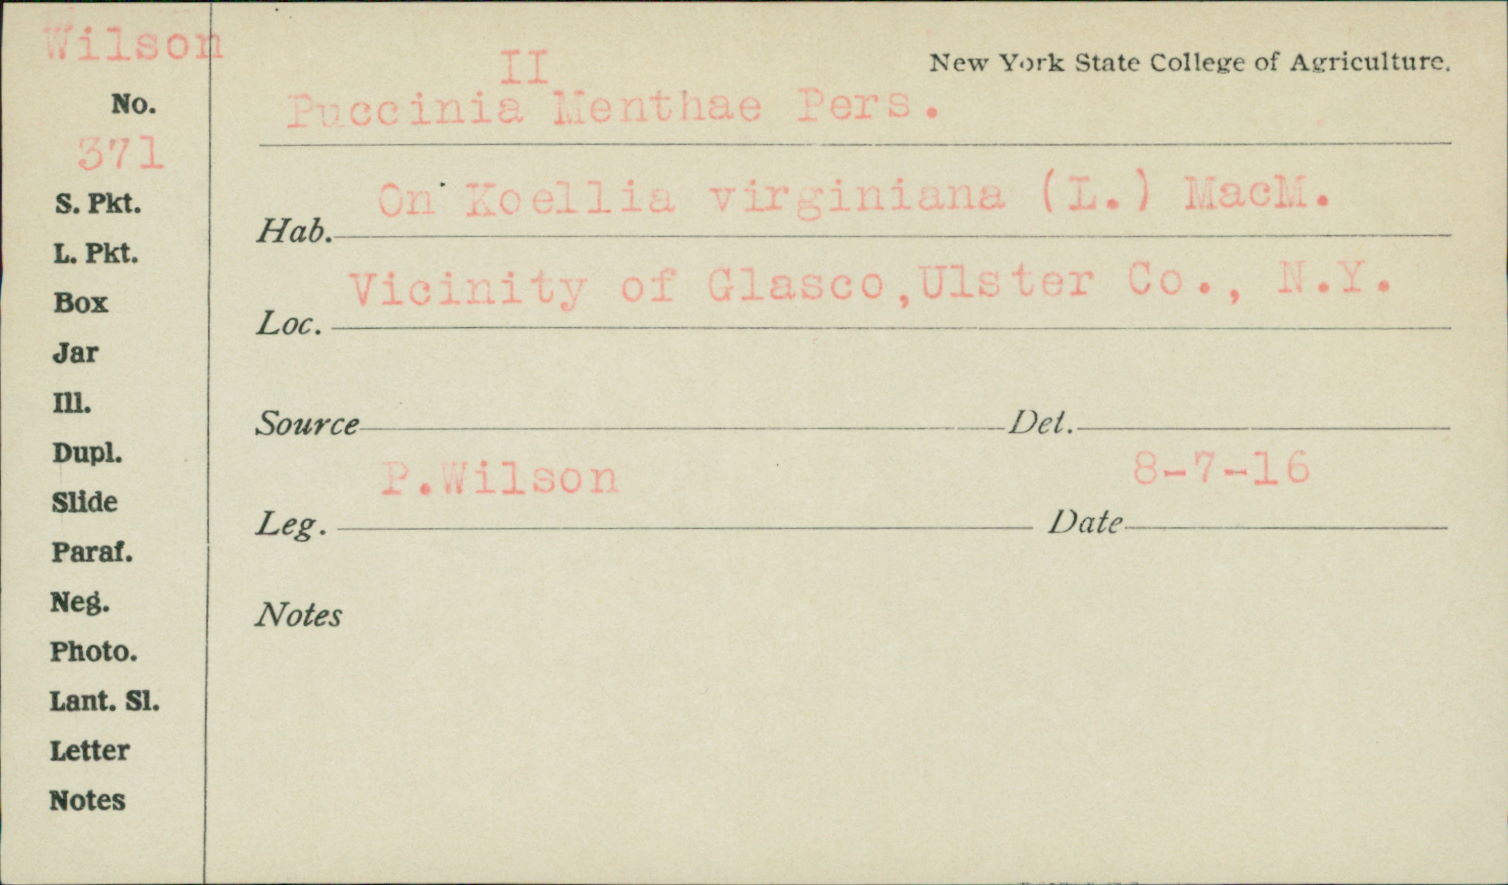 Wilson
No.
371
S. Pkt.
L. Pkt.
Box
Jar
Ill.
Dupl.
Slide
Paraf.
Neg.
Photo.
Lant. Sl.
Letter
Notes
New York State College of Agriculture.
II
Puccinia Menthae Pers.
Hab. On Koellia virginiana (L.) MacM.
Loc. Vicinity of Glasco,Ulster Co., N.Y.
Source Det.
Leg. P.Wilson Date 8-7-16
Notes